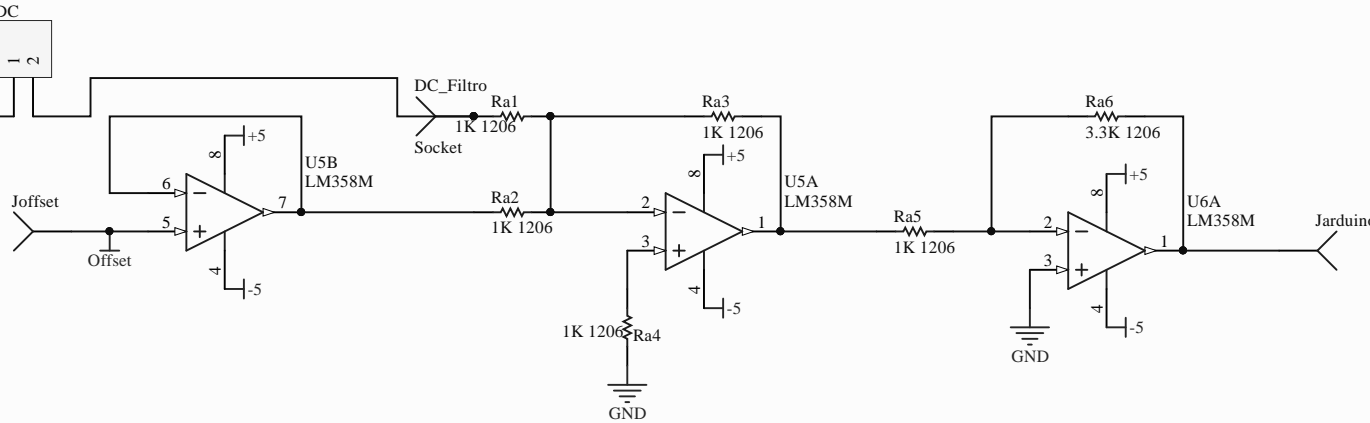 DC
1
2
DC_Filtro
Socket
Ra1
1K 1206
Ra3
1K 1206
Ra6
3.3K 1206
+5
8
U5B
LM358M
6
7
5
4
-5
Joffset
Offset
Ra2
1K 1206
+5
8
U5A
LM358M
2
1
3
4
-5
1K 1206
Ra4
GND
Ra5
1K 1206
+5
8
U6A
LM358M
2
1
3
4
-5
GND
Jarduino